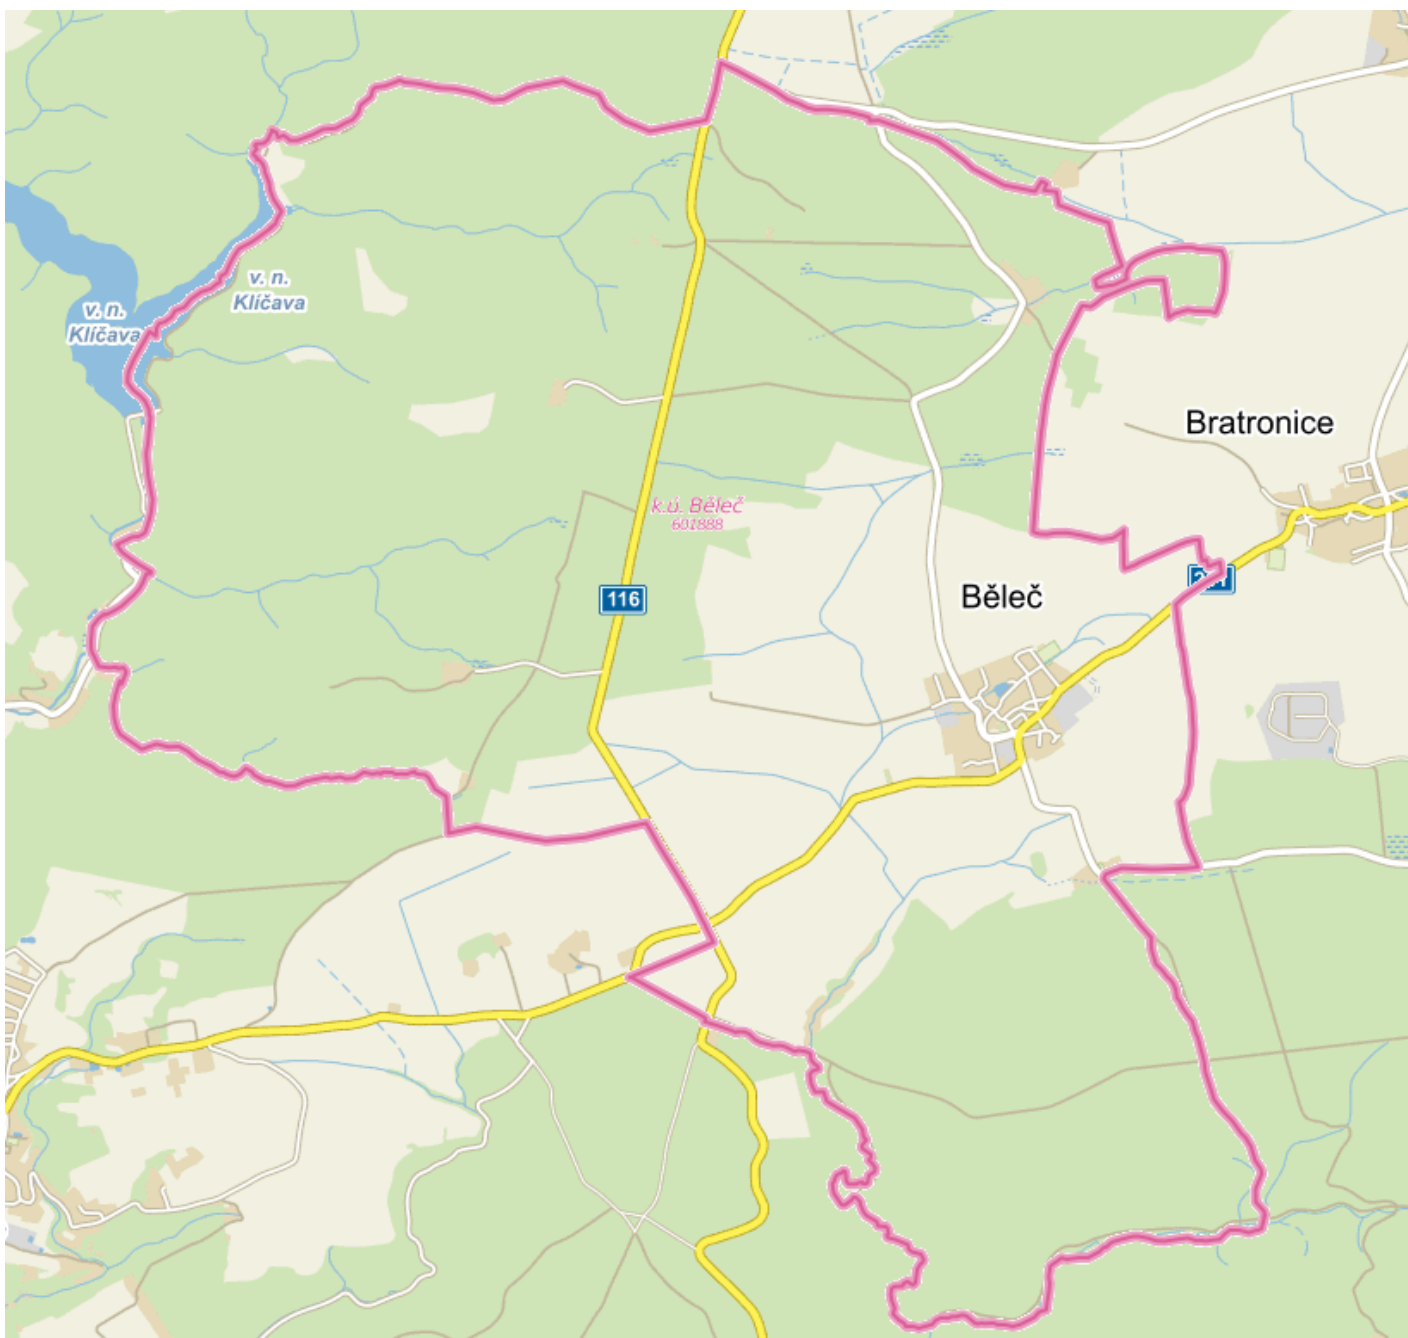 v. n.
Klíčava
v. n.
Klíčava
Bratronice
k.ú. Běleč
601888
116
Běleč